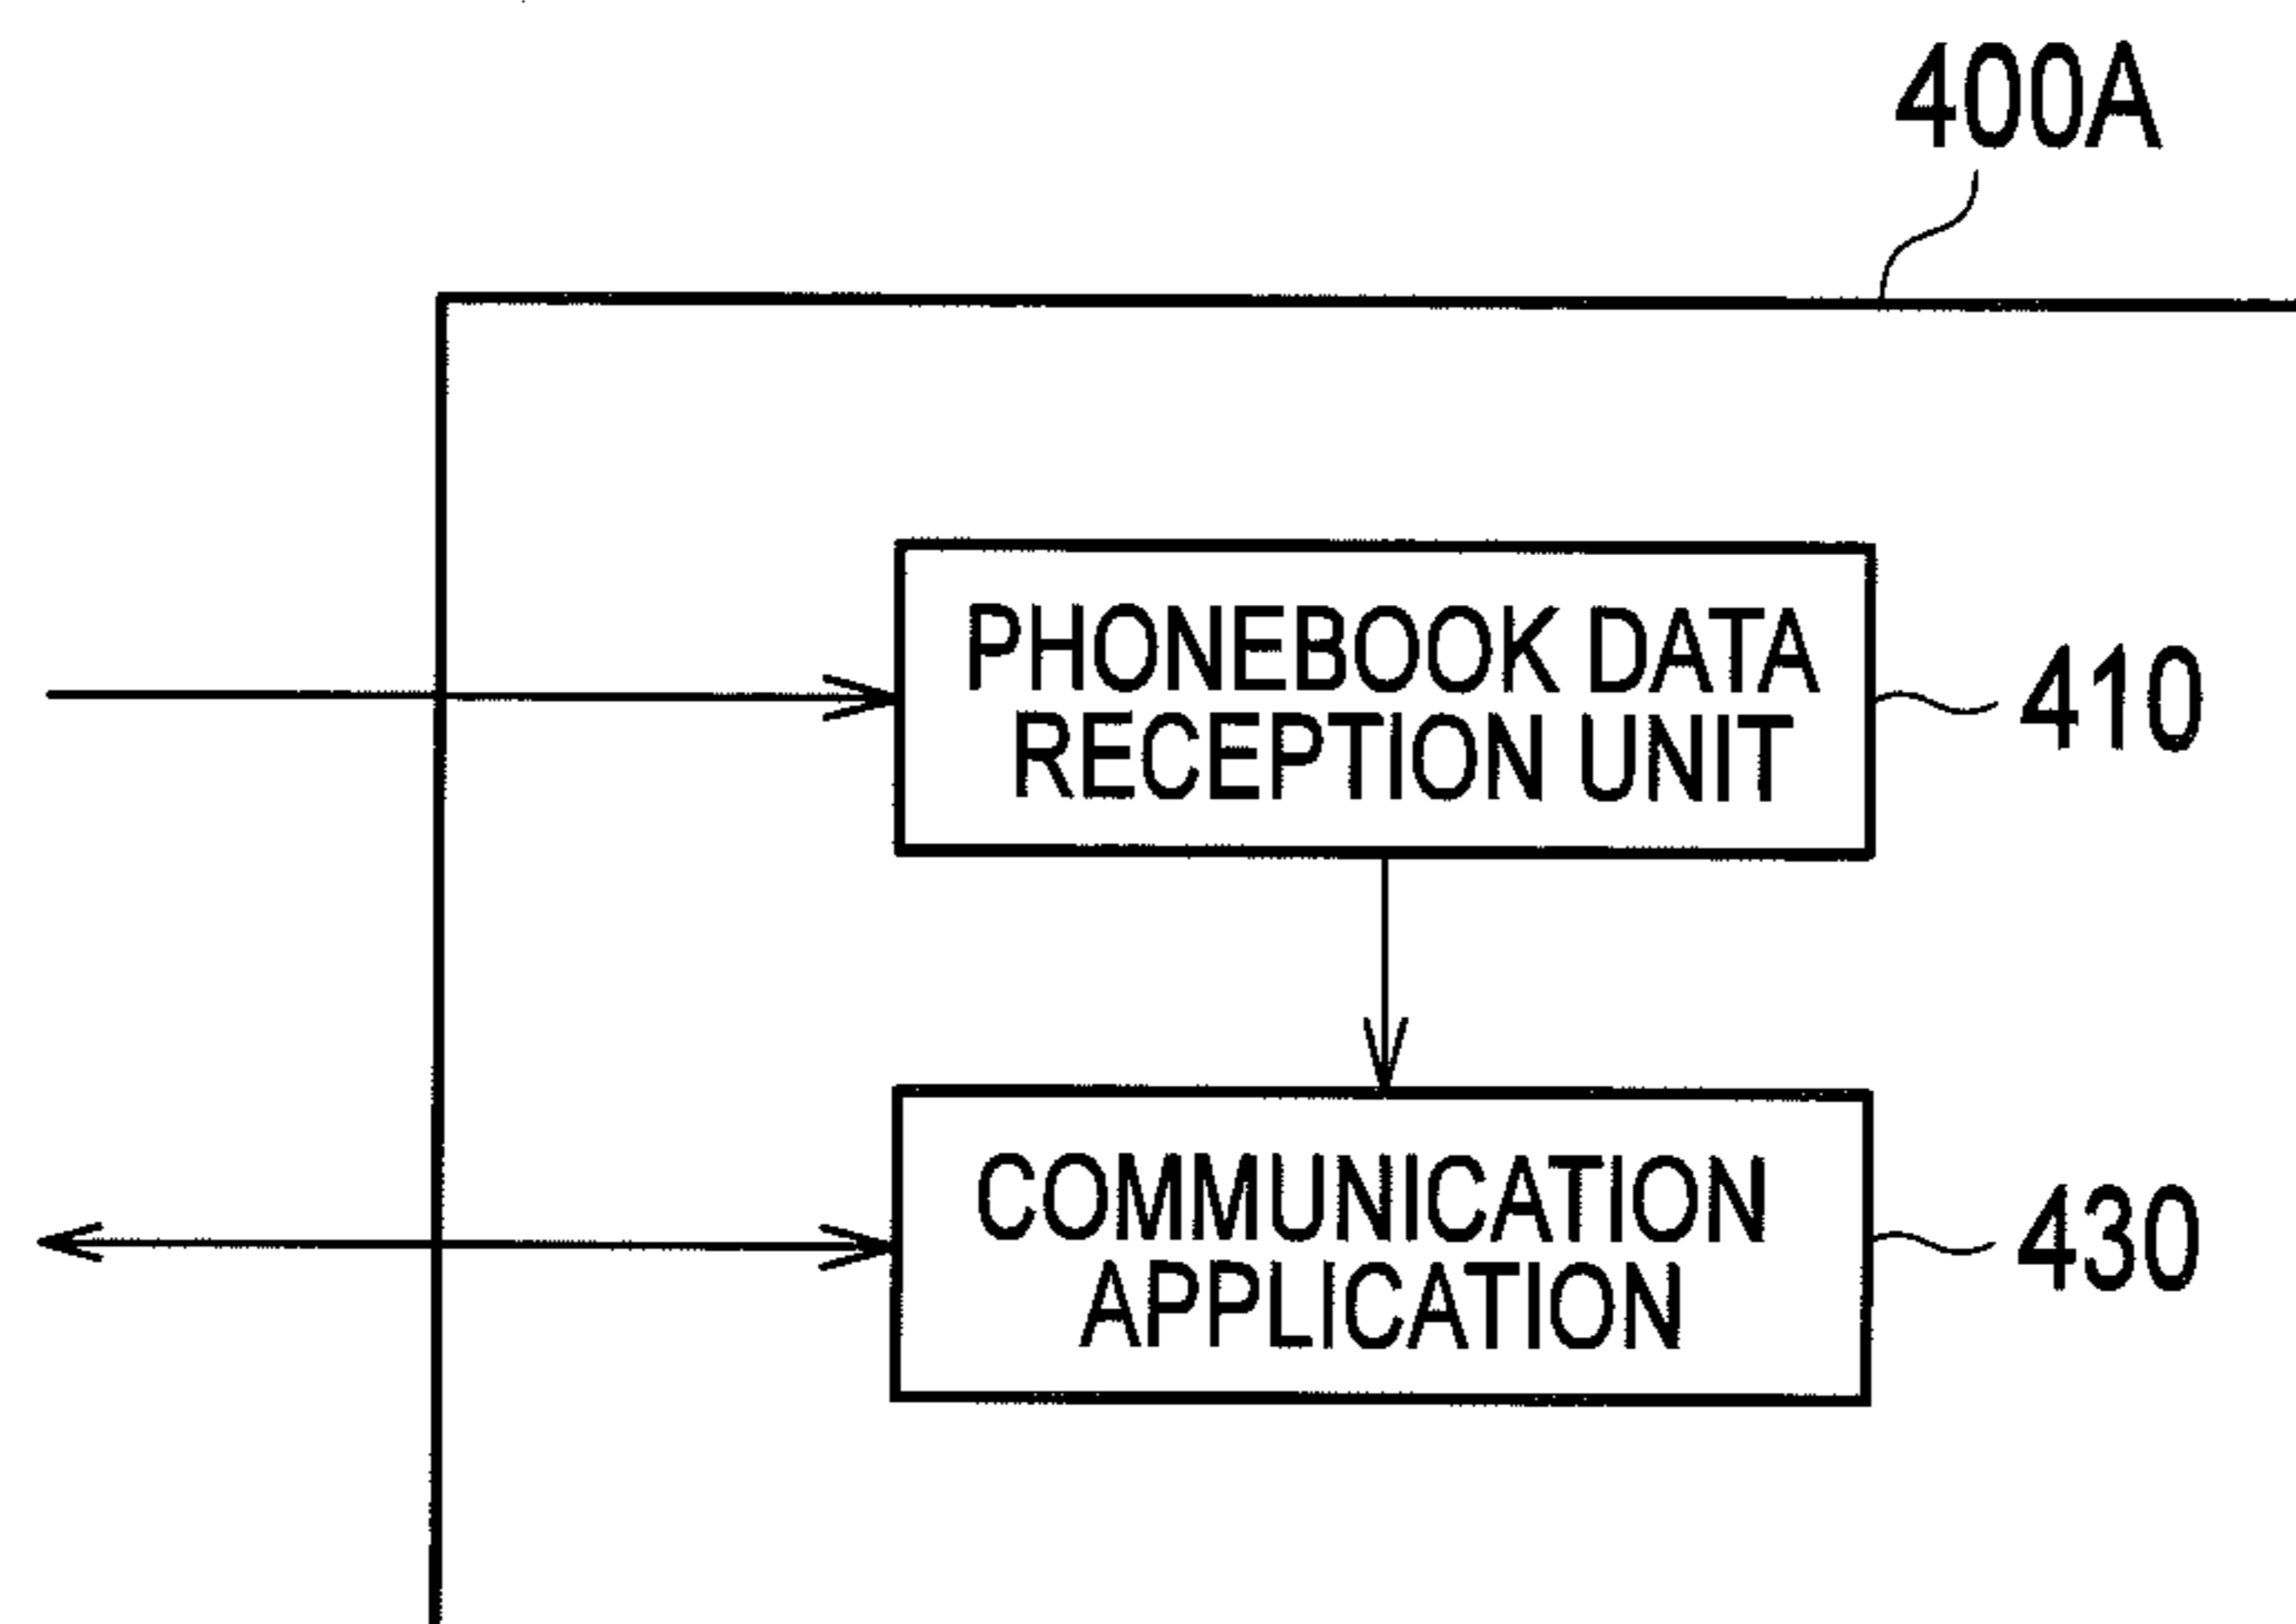 400A
PHONEBOOK DATA
RECEPTION UNIT
410
COMMUNICATION
APPLICATION
430